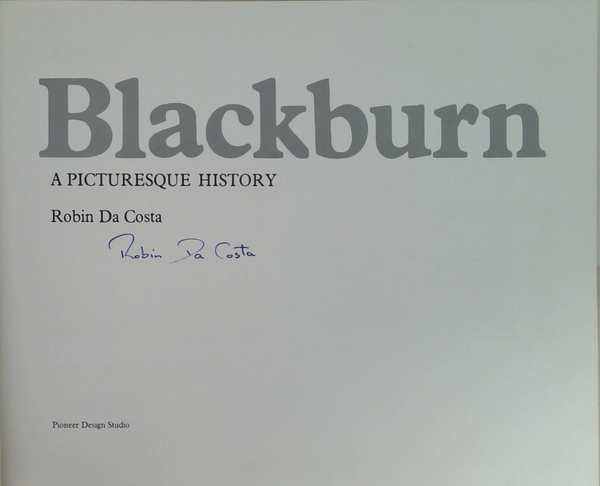 Blackburn
A PICTURESQUE HISTORY
Robin Da Costa
Robin Da Costa
Pioneer Design Studio